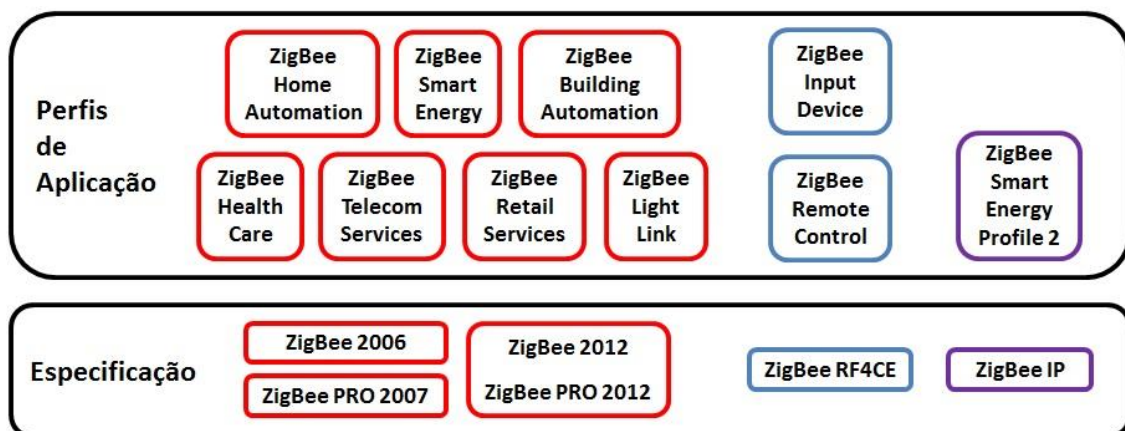 Perfis
de
Aplicação
ZigBee
Home
Automation
ZigBee
Smart
Energy
ZigBee
Building
Automation
ZigBee
Input
Device
ZigBee
Health
Care
ZigBee
Telecom
Services
ZigBee
Retail
Services
ZigBee
Light
Link
ZigBee
Remote
Control
ZigBee
Smart
Energy
Profile 2
Especificação
ZigBee 2006
ZigBee PRO 2007
ZigBee 2012
ZigBee PRO 2012
ZigBee RF4CE
ZigBee IP